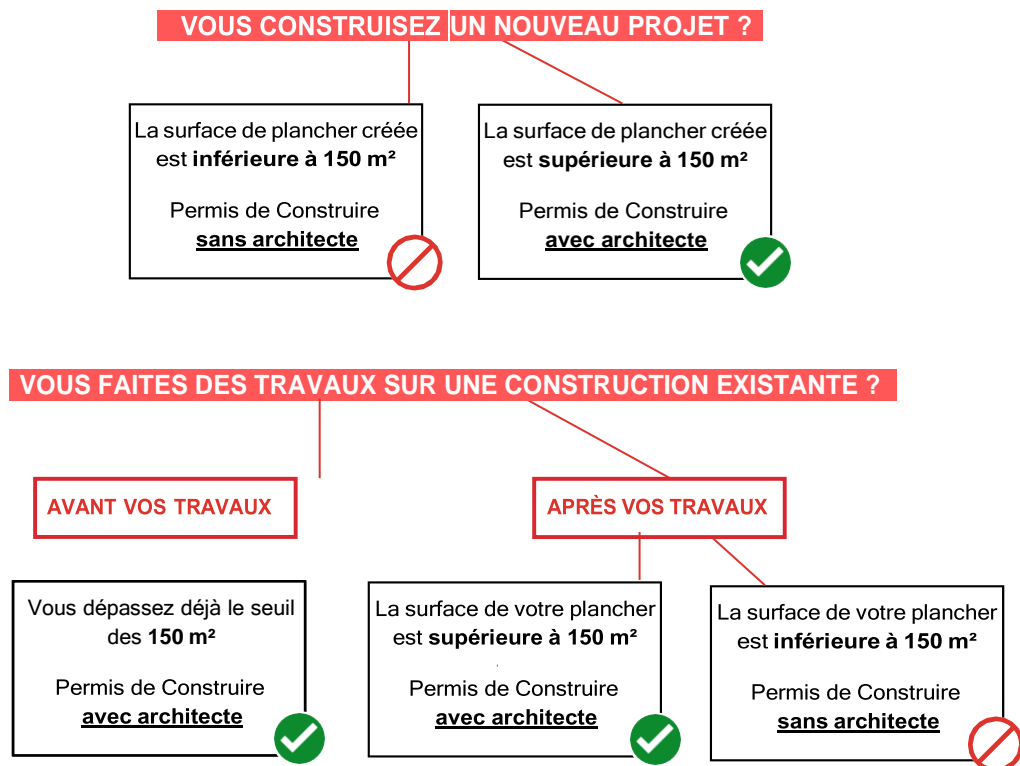 VOUS CONSTRUISEZ UN NOUVEAU PROJET ?
La surface de plancher créée
est inférieure à 150 m²
Permis de Construire
sans architecte
La surface de plancher créée
est supérieure à 150 m²
Permis de Construire
avec architecte
VOUS FAITES DES TRAVAUX SUR UNE CONSTRUCTION EXISTANTE ?
AVANT VOS TRAVAUX
APRÈS VOS TRAVAUX
Vous dépassez déjà le seuil
des 150 m²
Permis de Construire
avec architecte
La surface de votre plancher
est supérieure à 150 m²
Permis de Construire
avec architecte
La surface de votre plancher
est inférieure à 150 m²
Permis de Construire
sans architecte